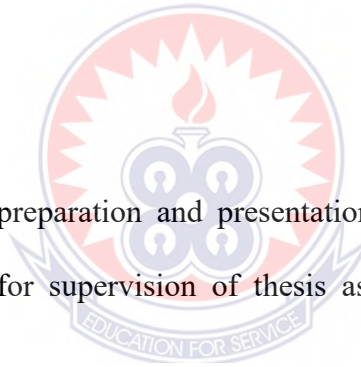 preparation and presentation
for supervision of thesis as
EDUCATION FOR SERVICE